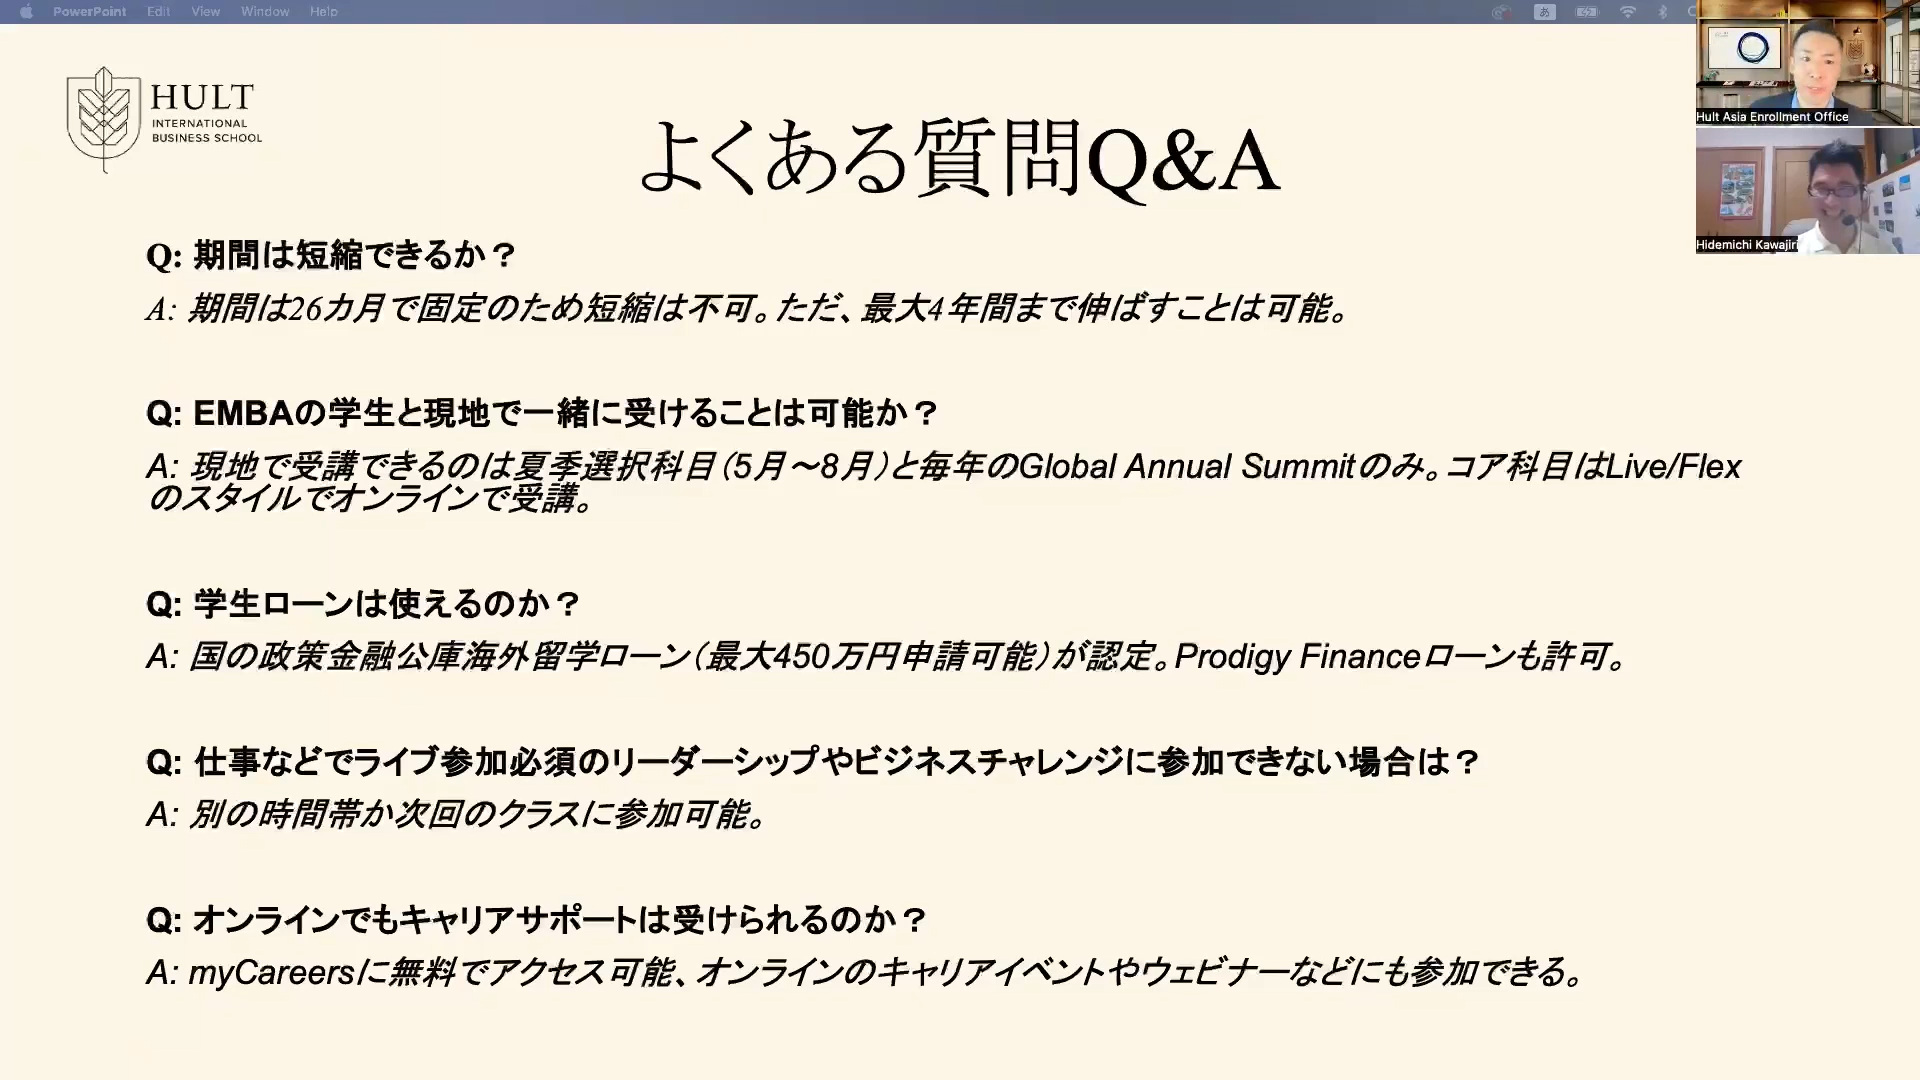 PowerPoint Edit View Window Help
あ
HULT
INTERNATIONAL
BUSINESS SCHOOL
よくある質問Q&A
Hult Asia Enrollment Office
Hidemichi Kawajiri
Q: 期間は短縮できるか？
A: 期間は26カ月で固定のため短縮は不可。ただ、最大4年間まで伸ばすことは可能。
Q: EMBAの学生と現地で一緒に受けることは可能か？
A: 現地で受講できるのは夏季選択科目（5月～8月）と毎年のGlobal Annual Summitのみ。コア科目はLive/Flex
のスタイルでオンラインで受講。
Q: 学生ローンは使えるのか？
A: 国の政策金融公庫海外留学ローン（最大450万円申請可能）が認定。Prodigy Financeローンも許可。
Q: 仕事などでライブ参加必須のリーダーシップやビジネスチャレンジに参加できない場合は？
A: 別の時間帯か次回のクラスに参加可能。
Q: オンラインでもキャリアサポートは受けられるのか？
A: myCareersに無料でアクセス可能、オンラインのキャリアイベントやウェビナーなどにも参加できる。